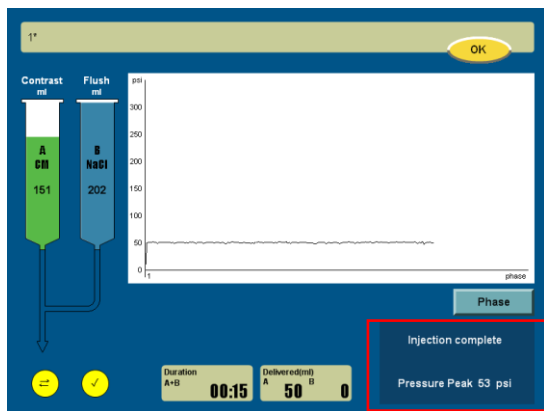 1*
OK
Contrast
ml
Flush
ml
A
CM
151
B
NaCl
202
psi
300
250
200
150
100
50
0
1
phase
Phase
Injection complete
Pressure Peak 53 psi
Duration
A+B
00:15
Delivered(ml)
A 50 B 0